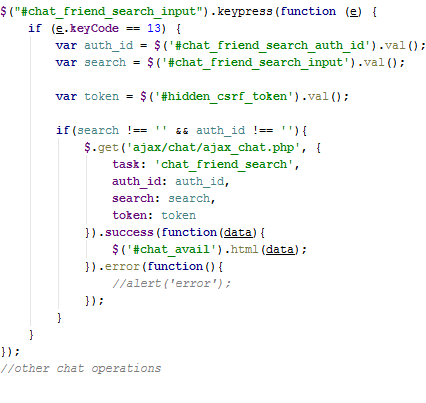 $("#chat_friend_search_input").keypress(function (e) {
if (e.keyCode == 13) {
var auth_id = $('#chat_friend_search_auth_id').val();
var search = $('#chat_friend_search_input').val();
var token = $('#hidden_csrf_token').val();
if(search !== '' && auth_id !== ''){
$.get('ajax/chat/ajax_chat.php', {
task: 'chat_friend_search',
auth_id: auth_id,
search: search,
token: token
}).success(function(data){
$('#chat_avail').html(data);
}).error(function(){
//alert('error');
});
}
}
});
//other chat operations